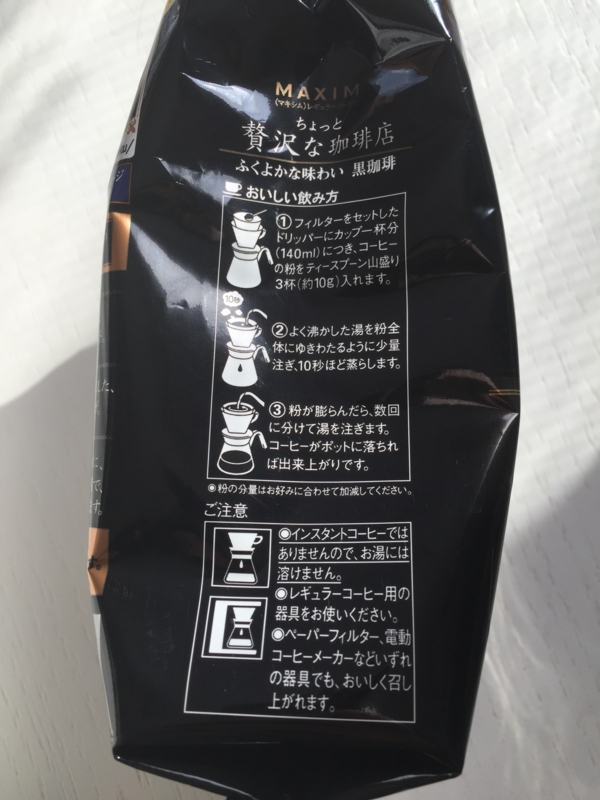 MAXIM
〈マキシム〉レギュラー
ちょっと
贅沢な珈琲店
ふくよかな味わい 黒珈琲
おいしい飲み方
①フィルターをセットした
ドリッパーにカップ一杯分
(140ml)につき、コーヒー
の粉をティースプーン山盛り
3杯(約10g)入れます。
10秒
②よく沸かした湯を粉全
体にゆきわたるように少量
注ぎ、10秒ほど蒸らします。
③粉が膨らんだら、数回
に分けて湯を注ぎます。
コーヒーがポットに落ちれ
ば出来上がりです。
◉粉の分量はお好みに合わせて加減してください。
ご注意
◉インスタントコーヒーでは
ありませんので、お湯には
溶けません。
◉レギュラーコーヒー用の
器具をお使いください。
◉ペーパーフィルター、電動
コーヒーメーカーなどいずれ
の器具でも、おいしく召し
上がれます。